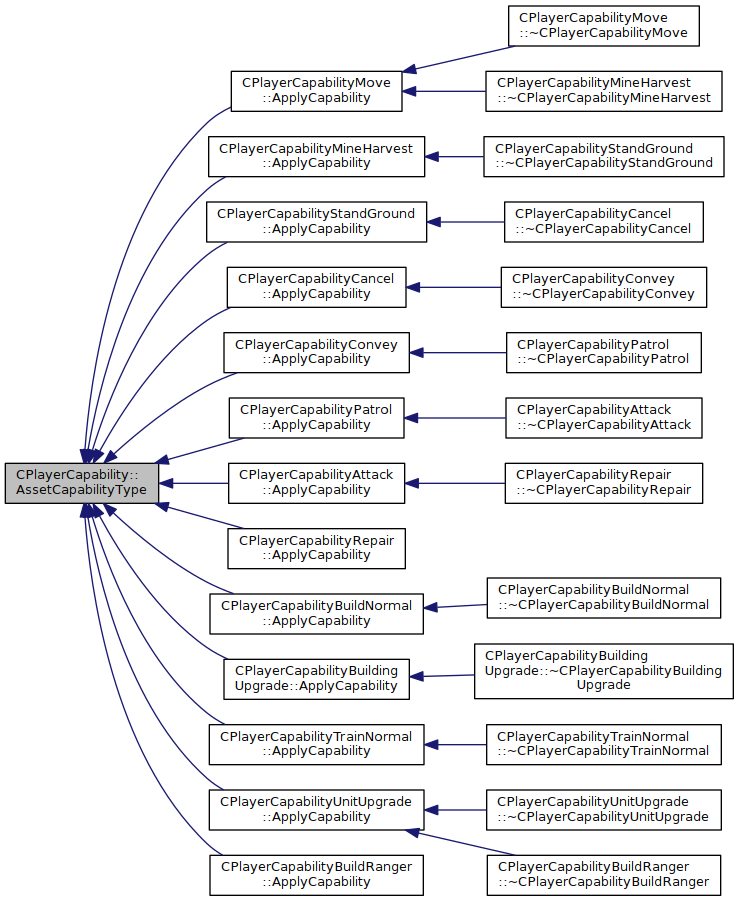 CPlayerCapabilityMove
::~CPlayerCapabilityMove
CPlayerCapabilityMove
::ApplyCapability
CPlayerCapabilityMineHarvest
::~CPlayerCapabilityMineHarvest
CPlayerCapabilityMineHarvest
::ApplyCapability
CPlayerCapabilityStandGround
::~CPlayerCapabilityStandGround
CPlayerCapabilityStandGround
::ApplyCapability
CPlayerCapabilityCancel
::~CPlayerCapabilityCancel
CPlayerCapabilityCancel
::ApplyCapability
CPlayerCapabilityConvey
::~CPlayerCapabilityConvey
CPlayerCapabilityConvey
::ApplyCapability
CPlayerCapabilityPatrol
::~CPlayerCapabilityPatrol
CPlayerCapabilityPatrol
::ApplyCapability
CPlayerCapabilityAttack
::~CPlayerCapabilityAttack
CPlayerCapability::
AssetCapabilityType
CPlayerCapabilityAttack
::ApplyCapability
CPlayerCapabilityRepair
::~CPlayerCapabilityRepair
CPlayerCapabilityRepair
::ApplyCapability
CPlayerCapabilityBuildNormal
::ApplyCapability
CPlayerCapabilityBuildNormal
::~CPlayerCapabilityBuildNormal
CPlayerCapabilityBuilding
Upgrade::ApplyCapability
CPlayerCapabilityBuilding
Upgrade::~CPlayerCapabilityBuilding
Upgrade
CPlayerCapabilityTrainNormal
::ApplyCapability
CPlayerCapabilityTrainNormal
::~CPlayerCapabilityTrainNormal
CPlayerCapabilityUnitUpgrade
::ApplyCapability
CPlayerCapabilityUnitUpgrade
::~CPlayerCapabilityUnitUpgrade
CPlayerCapabilityBuildRanger
::ApplyCapability
CPlayerCapabilityBuildRanger
::~CPlayerCapabilityBuildRanger